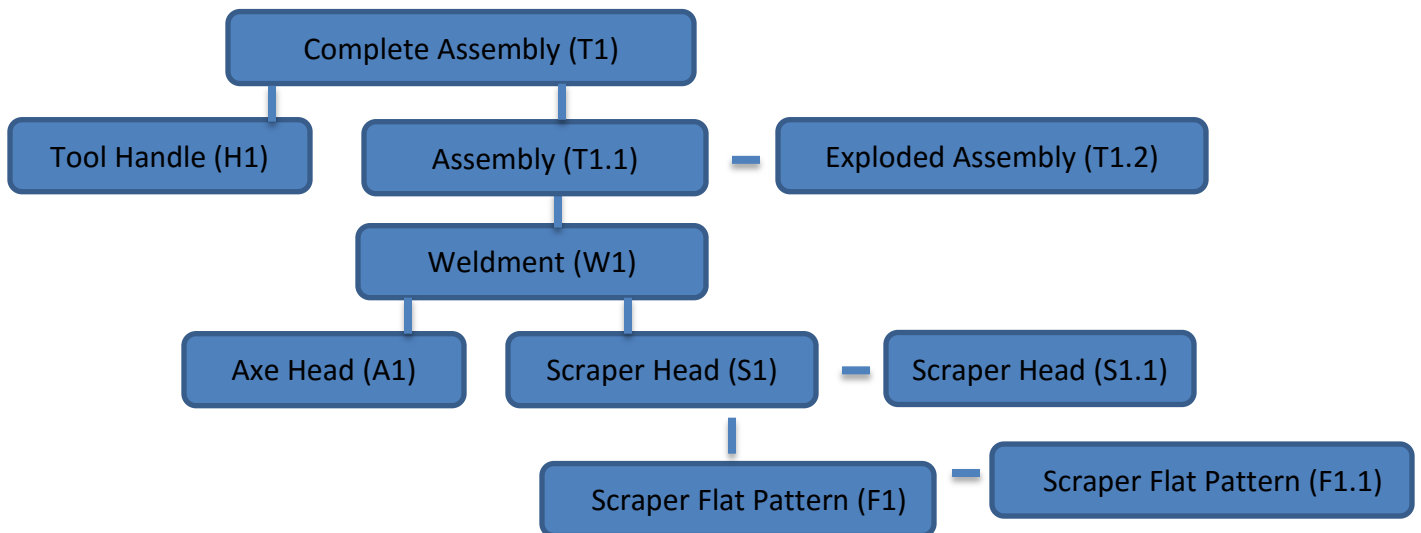 Complete Assembly (T1)
Tool Handle (H1)
Assembly (T1.1)
Exploded Assembly (T1.2)
Weldment (W1)
Axe Head (A1)
Scraper Head (S1)
Scraper Head (S1.1)
Scraper Flat Pattern (F1)
Scraper Flat Pattern (F1.1)